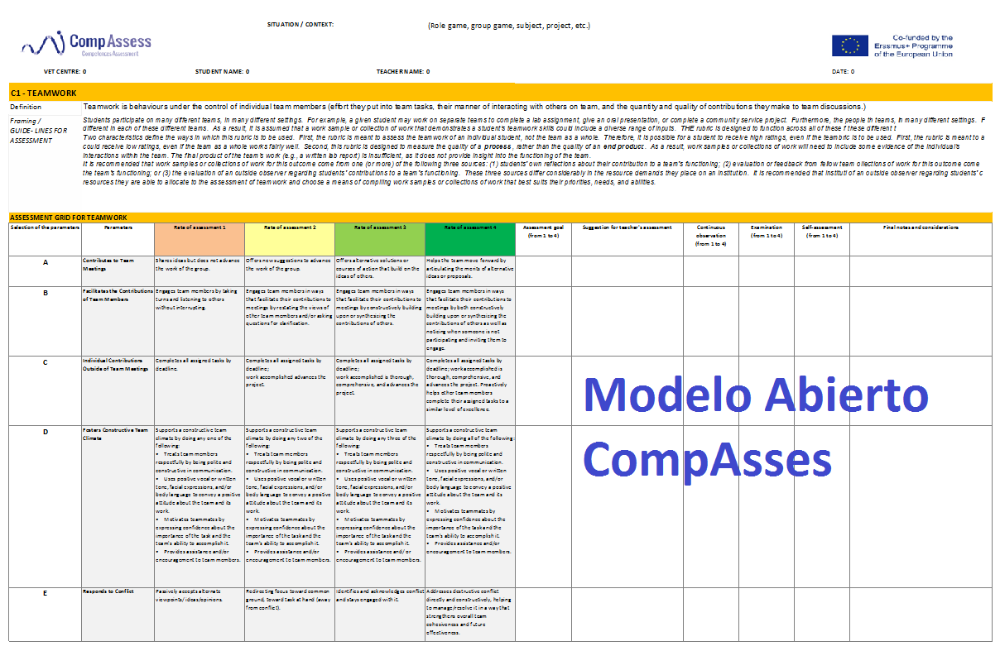 SITUATION / CONTEXT:
(Role game, group game, subject, project, etc.)
CompAssess
Competences Assessment
Co-funded by the
Erasmus+ Programme
of the European Union
VET CENTRE: 0
STUDENT NAME: 0
TEACHER NAME: 0
DATE: 0
C1 - TEAMWORK
Definition
Teamwork is behaviours under the control of individual team members (effort they put into team tasks, their manner of interacting with others on team, and the quantity and quality of contributions they make to team discussions.)
Framing /
GUIDE- LINES FOR
ASSESSMENT
Students participate on many different teams, in many different settings. For example, a given student may work on separate teams to complete a lab assignment, give an oral presentation, or complete a community service project. Furthermore, the people th teams, in many different settings. F
different in each of these different teams. As a result, it is assumed that a work sample or collection of work that demonstrates a student's teamwork skills could include a diverse range of inputs. THE rubric is designed to function across all of these f these different t
Two characteristics define the ways in which this rubric is to be used. First, the rubric is meant to assess the teamwork of an individual student, not the team as a whole. Therefore, it is possible for a student to receive high ratings, even if the team bric is to be used. First, the rubric is meant to a
could receive low ratings, even if the team as a whole works fairly well. Second, this rubric is designed to measure the quality of a process, rather than the quality of an end product. As a result, work samples or collections of work will need to include some evidence of the individual's
interactions within the team. The final product of the team's work (e.g., a written lab report) is insufficient, as it does not provide insight into the functioning of the team.
It is recommended that work samples or collections of work for this outcome come from one (or more) of the following three sources: (1) students' own reflections about their contribution to a team's functioning; (2) evaluation or feedback from fellow team ollections of work for this outcome come
the team's functioning; or (3) the evaluation of an outside observer regarding students' contributions to a team's functioning. These three sources differ considerably in the resource demands they place on an institution. It is recommended that instituti of an outside observer regarding students' c
resources they are able to allocate to the assessment of teamwork and choose a means of compiling work samples or collections of work that best suits their priorities, needs, and abilities.
ASSESSMENT GRID FOR TEAMWORK
Selection of the parameters
Parameters
Rate of assessment 1
Rate of assessment 2
Rate of assessment 3
Rate of assessment 4
Assessment goal
(from 1 to 4)
Suggestion for teacher's assessment
Continuous
observation
(from 1 to 4)
Examination
(from 1 to 4)
Self-assessment
(from 1 to 4)
Final notes and considerations
A
Contributes to Team
Meetings
Shares ideas but does not advance
the work of the group.
Offers new suggestions to advance
the work of the group.
Offers alternative solutions or
courses of action that build on the
ideas of others.
Helps the team move forward by
articulating the merits of alternative
ideas or proposals.
B
Facilitates the Contributions
of Team Members
Engages team members by taking
turns and listening to others
without interrupting.
Engages team members in ways
that facilitate their contributions to
meetings by restating the views of
other team members and/or asking
questions for clarification.
Engages team members in ways
that facilitate their contributions to
meetings by constructively building
upon or synthesising the
contributions of others.
Engages team members in ways
that facilitate their contributions to
meetings by both constructively
building upon or synthesising the
contributions of others as well as
noticing when someone is not
participating and inviting them to
engage.
C
Individual Contributions
Outside of Team Meetings
Completes all assigned tasks by
deadline.
Completes all assigned tasks by
deadline;
work accomplished advances the
project.
Completes all assigned tasks by
deadline;
work accomplished is thorough,
comprehensive, and advances the
project.
Completes all assigned tasks by
deadline; work accomplished is
thorough, comprehensive, and
advances the project. Proactively
helps other team members
complete their assigned tasks to a
similar level of excellence.
Modelo Abierto
CompAsses
D
Fosters Constructive Team
Climate
Supports a constructive team
climate by doing any one of the
following:
• Treats team members
respectfully by being polite and
constructive in communication.
• Uses positive vocal or written
tone, facial expressions, and/or
body language to convey a positive
attitude about the team and its
work.
• Motivates teammates by
expressing confidence about the
importance of the task and the
team's ability to accomplish it.
• Provides assistance and/or
encouragement to team members.
Supports a constructive team
climate by doing any two of the
following:
• Treats team members
respectfully by being polite and
constructive in communication.
• Uses positive vocal or written
tone, facial expressions, and/or
body language to convey a positive
attitude about the team and its
work.
• Motivates teammates by
expressing confidence about the
importance of the task and the
team's ability to accomplish it.
• Provides assistance and/or
encouragement to team members.
Supports a constructive team
climate by doing any three of the
following:
• Treats team members
respectfully by being polite and
constructive in communication.
• Uses positive vocal or written
tone, facial expressions, and/or
body language to convey a positive
attitude about the team and its
work.
• Motivates teammates by
expressing confidence about the
importance of the task and the
team's ability to accomplish it.
• Provides assistance and/ or
encouragement to team members.
Supports a constructive team
climate by doing all of the following:
• Treats team members
respectfully by being polite and
constructive in communication.
• Uses positive vocal or written
tone, facial expressions, and/or
body language to convey a positive
attitude about the team and its
work.
• Motivates teammates by
expressing confidence about the
importance of the task and the
team's ability to accomplish it.
• Provides assistance and/or
encouragement to team members.
E
Responds to Conflict
Passively accepts alternate
viewpoints/ ideas/opinions.
Redirecting focus toward common
ground, toward task at hand (away
from conflict).
Identifies and acknowledges conflict
and stays engaged with it.
Addresses destructive conflict
directly and constructively, helping
to manage/resolve it in a way that
strengthens overall team
cohesiveness and future
effectiveness.